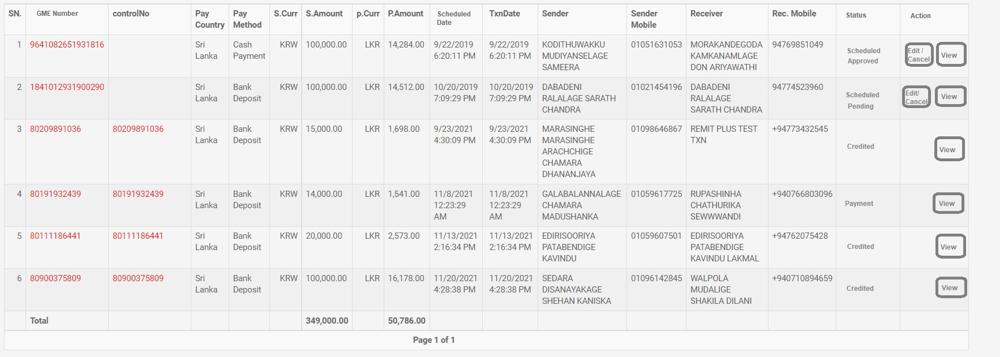 SN. GME Number controlNo Pay Country Pay Method S.Curr S.Amount p.Curr P.Amount Scheduled Date TxnDate Sender Sender Mobile Receiver Rec. Mobile Status Action
1 9641082651931816 Sri Lanka Cash Payment KRW 100,000.00 LKR 14,284.00 9/22/2019 6:20:11 PM 9/22/2019 6:20:11 PM KODITHUWAKKU MUDIYANSELAGE SAMEERA 01051631053 MORAKANDEGODA KAMKANAMLAGE DON ARIYAWATHI 94769851049 Scheduled Approved Edit / Cancel View
2 1841012931900290 Sri Lanka Bank Deposit KRW 100,000.00 LKR 14,512.00 10/20/2019 7:09:29 PM 10/20/2019 7:09:29 PM DABADENI RALALAGE SARATH CHANDRA 01021454196 DABADENI RALALAGE SARATH CHANDRA 94774523960 Scheduled Pending Edit/ Cancel View
3 80209891036 80209891036 Sri Lanka Bank Deposit KRW 15,000.00 LKR 1,698.00 9/23/2021 4:30:09 PM 9/23/2021 4:30:09 PM MARASINGHE MARASINGHE ARACHCHIGE CHAMARA DHANANJAYA 01098646867 REMIT PLUS TEST TXN +94773432545 Credited View
4 80191932439 80191932439 Sri Lanka Bank Deposit KRW 14,000.00 LKR 1,541.00 11/8/2021 12:23:29 AM 11/8/2021 12:23:29 AM GALABALANNALAGE CHAMARA MADUSHANKA 01059617725 RUPASHINHA CHATHURIKA SEWWWANDI +940766803096 Payment View
5 80111186441 80111186441 Sri Lanka Bank Deposit KRW 20,000.00 LKR 2,573.00 11/13/2021 2:16:34 PM 11/13/2021 2:16:34 PM EDIRISOORIYA PATABENDIGE KAVINDU 01059607501 EDIRISOORIYA PATABENDIGE KAVINDU LAKMAL +94762075428 Credited View
6 80900375809 80900375809 Sri Lanka Bank Deposit KRW 100,000.00 LKR 16,178.00 11/20/2021 4:28:38 PM 11/20/2021 4:28:38 PM SEDARA DISANAYAKAGE SHEHAN KANISKA 01096142845 WALPOLA MUDALIGE SHAKILA DILANI +940710894659 Credited View
Total 349,000.00 50,786.00
Page 1 of 1